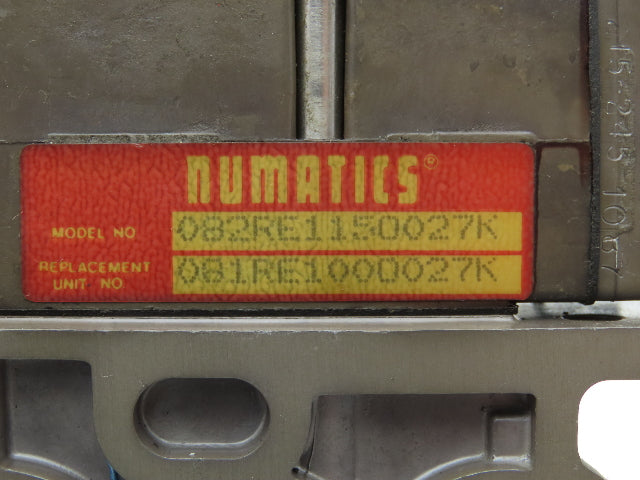 NUMATICS®
MODEL NO. 082RE1150027K
REPLACEMENT UNIT NO. 081RE1000027K